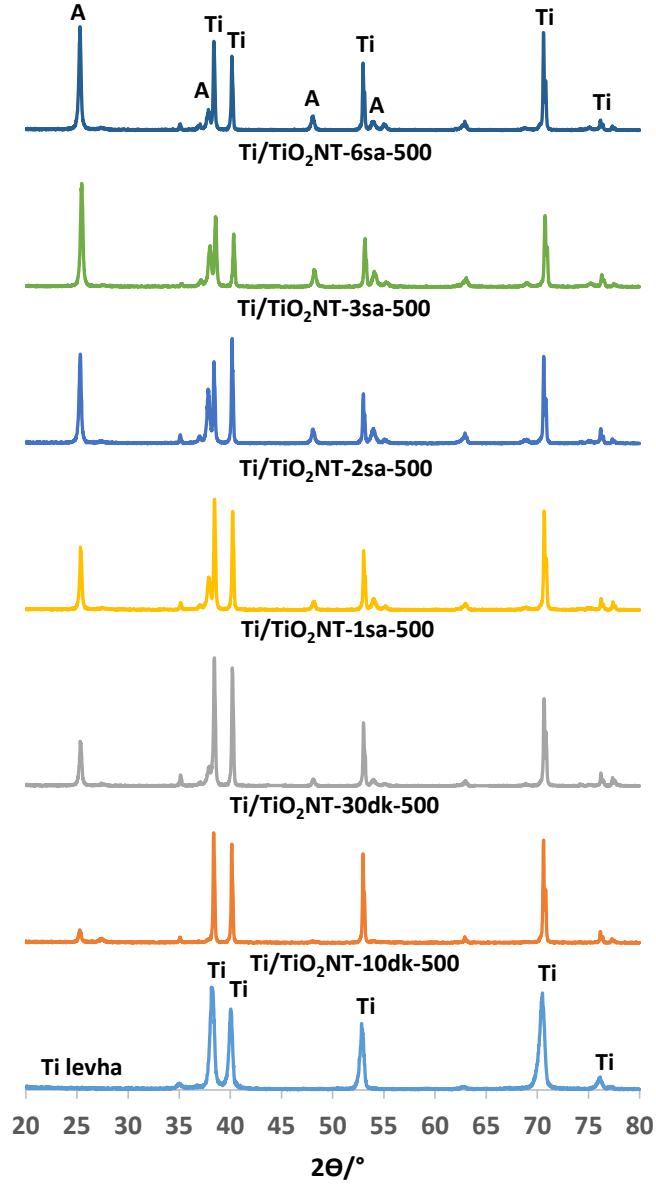 A
Ti
Ti
Ti
Ti
A
A
A
Ti
Ti/TiO₂NT-6sa-500
Ti/TiO₂NT-3sa-500
Ti/TiO₂NT-2sa-500
Ti/TiO₂NT-1sa-500
Ti/TiO₂NT-30dk-500
Ti/TiO₂NT-10dk-500
Ti
Ti
Ti
Ti
Ti levha
Ti
20 25 30 35 40 45 50 55 60 65 70 75 80
2Θ/°